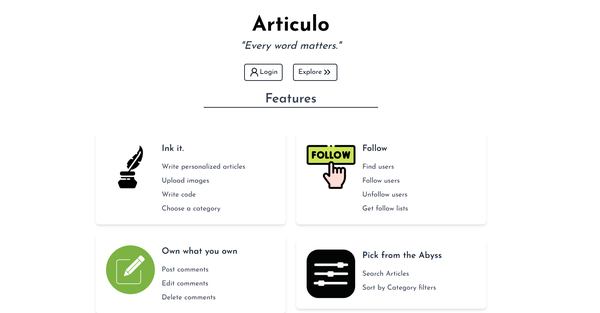 Articulo
"Every word matters."
Login
Explore
Features
Ink it.
Write personalized articles
Upload images
Write code
Choose a category
FOLLOW
Follow
Find users
Follow users
Unfollow users
Get follow lists
Own what you own
Post comments
Edit comments
Delete comments
Pick from the Abyss
Search Articles
Sort by Category filters